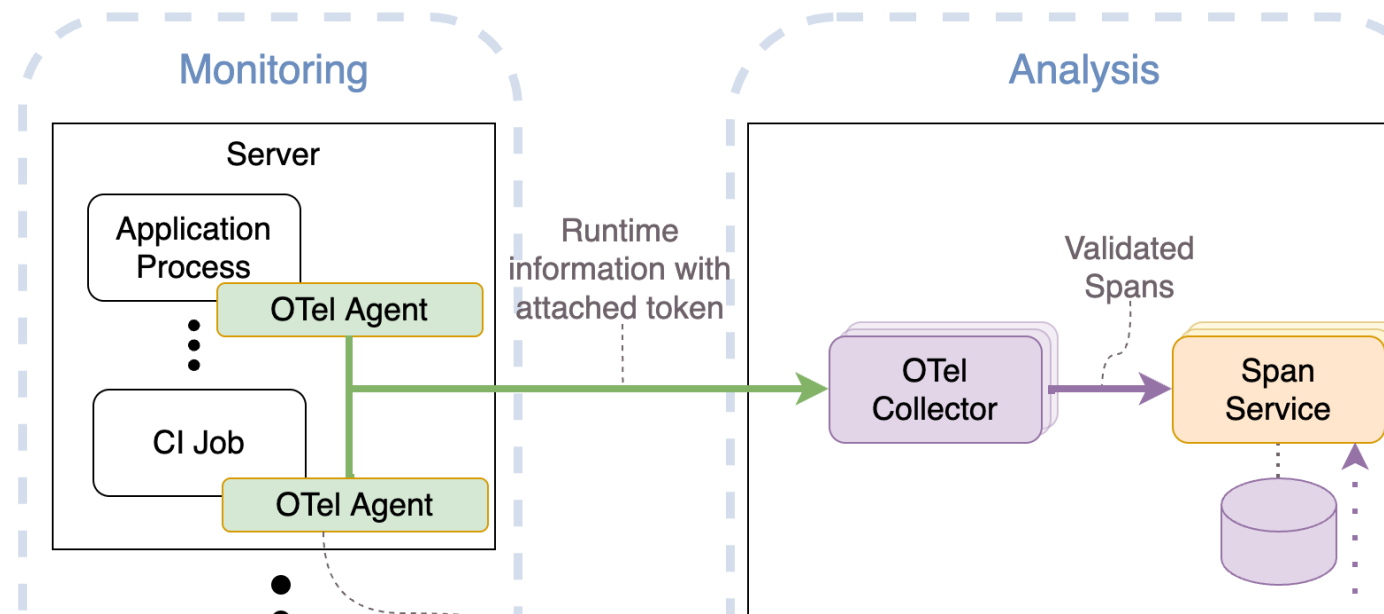 Monitoring
Analysis
Server
Application
Process
OTel Agent
CI Job
OTel Agent
Runtime
information with
attached token
OTel
Collector
Validated
Spans
Span
Service